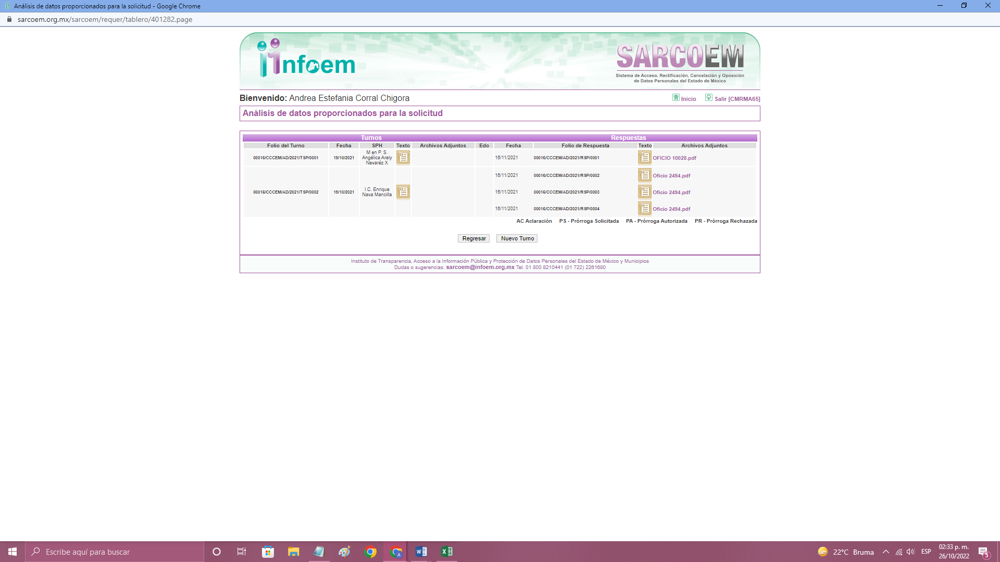 Análisis de datos proporcionados para la solicitud - Google Chrome
sarcoem.org.mx/sarcoem/requer/tablero/401282.page
infoem
SARCOEM
Sistema de Acceso, Rectificación, Cancelación y Oposición
de Datos Personales del Estado de México
Bienvenido: Andrea Estefania Corral Chigora
Inicio Salir [CMRMA65]
Análisis de datos proporcionados para la solicitud
Turnos Respuestas
Folio del Turno Fecha SPH Texto Archivos Adjuntos Edo Fecha Folio de Respuesta Texto Archivos Adjuntos
00016/CCCEM/AD/2021/TSP/0001 19/10/2021 M en P. S. Angélica Arely Nevaréz X 16/11/2021 00016/CCCEM/AD/2021/RSP/0001 OFICIO 10028.pdf
16/11/2021 00016/CCCEM/AD/2021/RSP/0002 Oficio 2494.pdf
00016/CCCEM/AD/2021/TSP/0002 19/10/2021 I.C. Enrique Nava Mancilla 16/11/2021 00016/CCCEM/AD/2021/RSP/0003 Oficio 2494.pdf
16/11/2021 00016/CCCEM/AD/2021/RSP/0004 Oficio 2494.pdf
AC Aclaración PS - Prórroga Solicitada PA - Prórroga Autorizada PR - Prórroga Rechazada
Regresar Nuevo Turno
Instituto de Transparencia, Acceso a la Información Pública y Protección de Datos Personales del Estado de México y Municipios
Dudas o sugerencias: sarcoem@infoem.org.mx Tel. 01 800 8210441 (01 722) 2261680
Escribe aquí para buscar
22°C Bruma
ESP
02:33 p. m.
26/10/2022
5